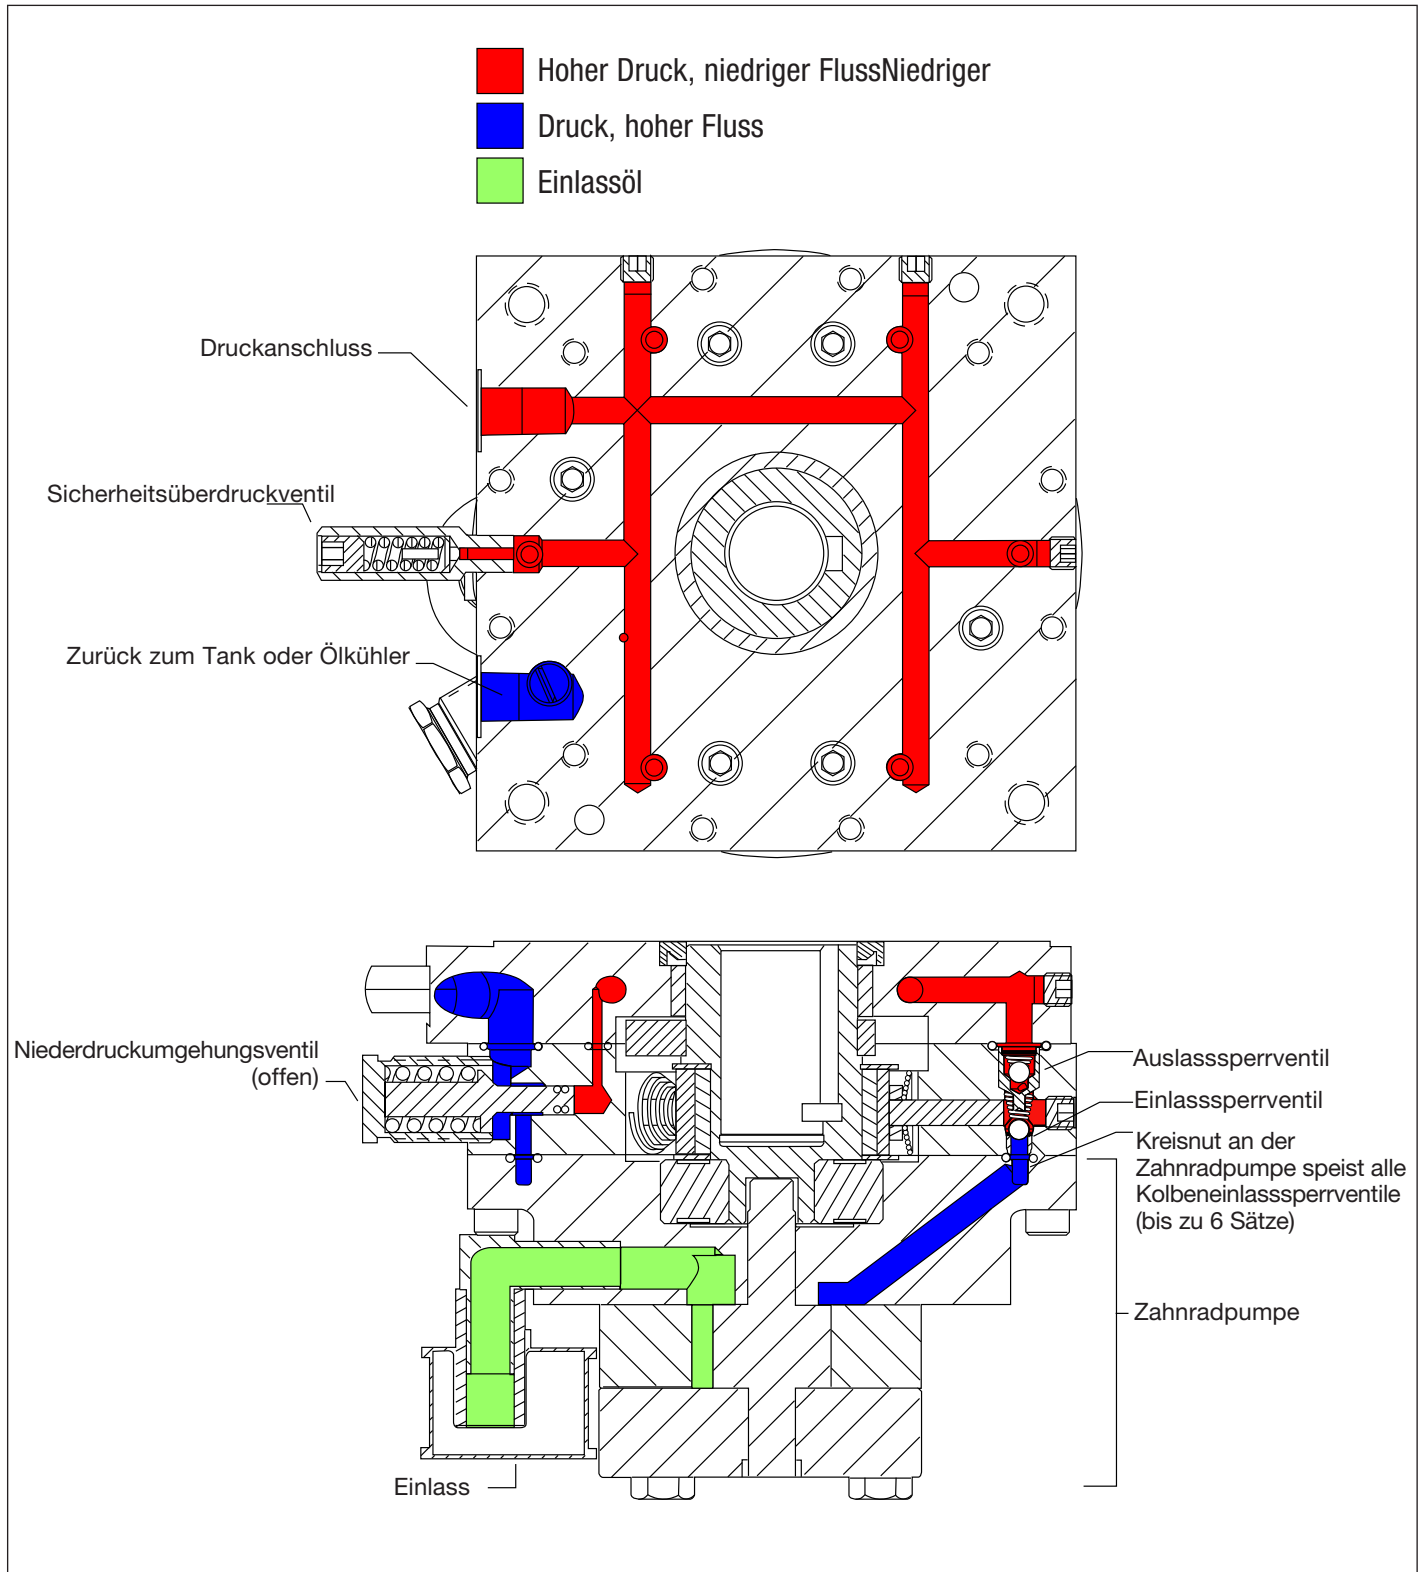 Hoher Druck, niedriger FlussNiedriger
Druck, hoher Fluss
Einlassöl
Druckanschluss
Sicherheitsüberdruckventil
Zurück zum Tank oder Ölkühler
Niederdruckumgehungsventil
(offen)
Auslasssperrventil
Einlasssperrventil
Kreisnut an der
Zahnradpumpe speist alle
Kolbeneinlasssperrventile
(bis zu 6 Sätze)
Zahnradpumpe
Einlass